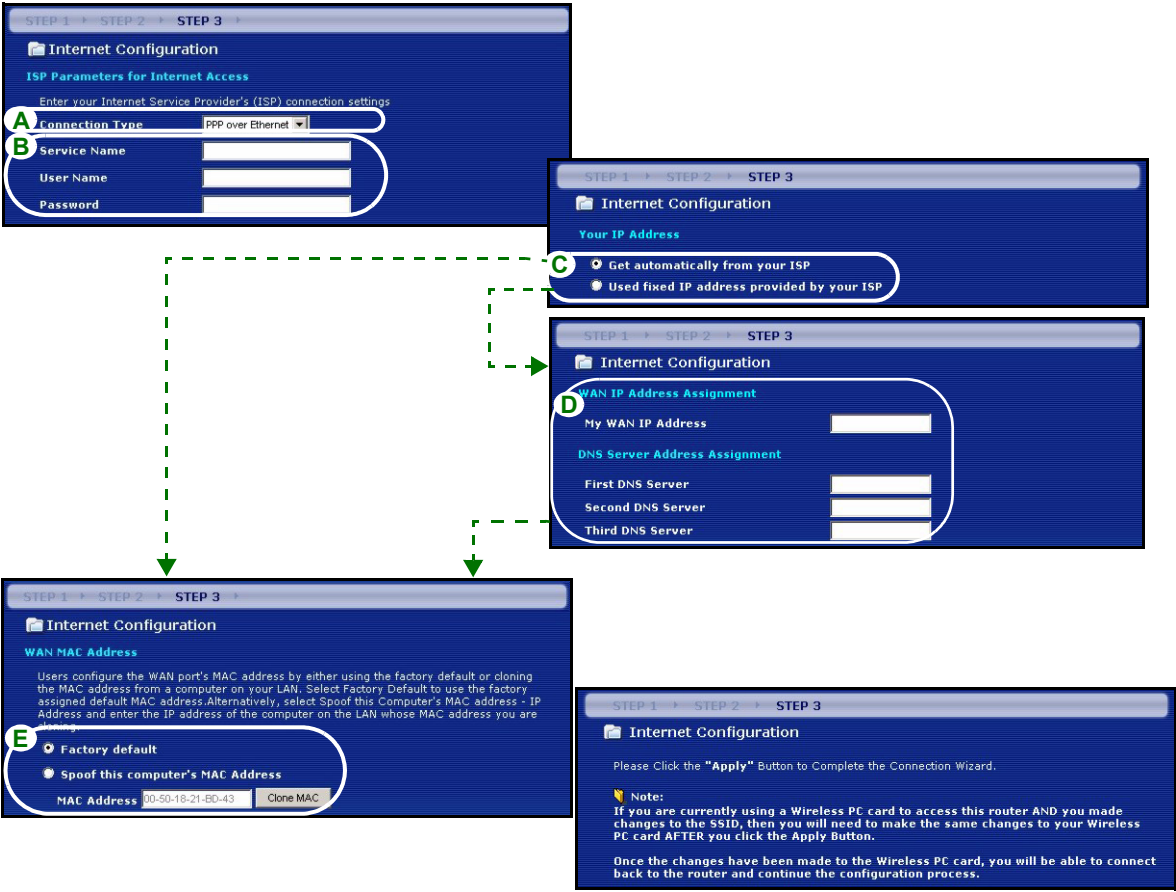 STEP 1 STEP 2 STEP 3
Internet Configuration
ISP Parameters for Internet Access
Enter your Internet Service Provider's (ISP) connection settings
A Connection Type PPP over Ethernet
B Service Name
User Name
Password
STEP 1 STEP 2 STEP 3
Internet Configuration
Your IP Address
C Get automatically from your ISP
Used fixed IP address provided by your ISP
STEP 1 STEP 2 STEP 3
Internet Configuration
WAN IP Address Assignment
D
My WAN IP Address
DNS Server Address Assignment
First DNS Server
Second DNS Server
Third DNS Server
STEP 1 STEP 2 STEP 3
Internet Configuration
WAN MAC Address
Users configure the WAN port's MAC address by either using the factory default or cloning
the MAC address from a computer on your LAN. Select Factory Default to use the factory
assigned default MAC address.Alternatively, select Spoof this Computer's MAC address - IP
Address and enter the IP address of the computer on the LAN whose MAC address you are
cloning.
E Factory default
Spoof this computer's MAC Address
MAC Address 00-50-18-21-BD-43 Clone MAC
STEP 1 STEP 2 STEP 3
Internet Configuration
Please Click the "Apply" Button to Complete the Connection Wizard.
Note:
If you are currently using a Wireless PC card to access this router AND you made
changes to the SSID, then you will need to make the same changes to your Wireless
PC card AFTER you click the Apply Button.
Once the changes have been made to the Wireless PC card, you will be able to connect
back to the router and continue the configuration process.